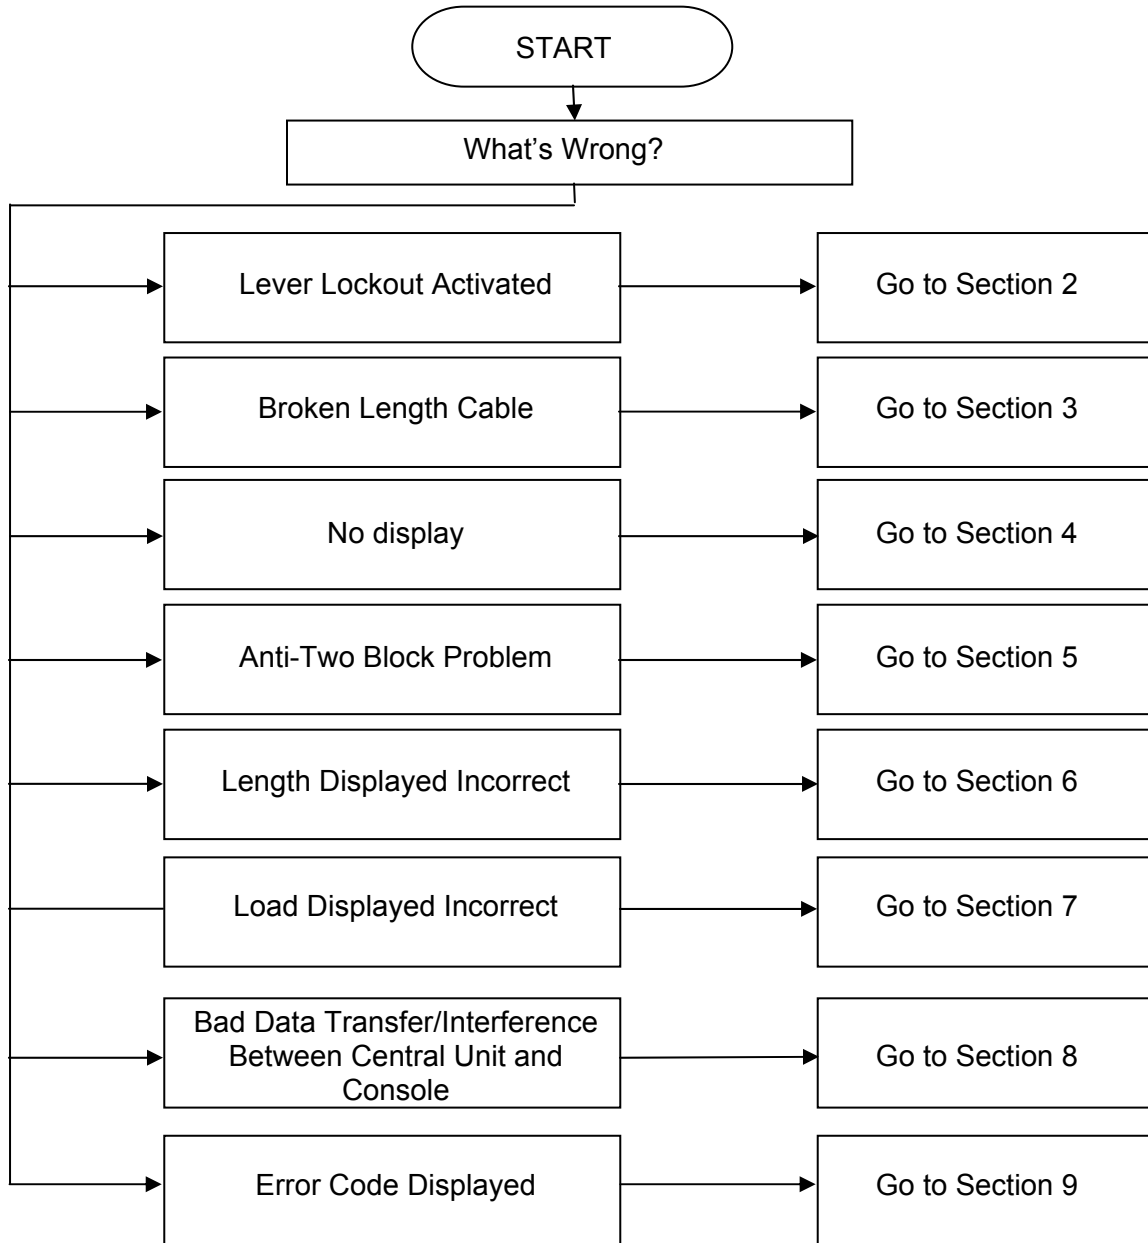 START
What's Wrong?
Lever Lockout Activated
Go to Section 2
Broken Length Cable
Go to Section 3
No display
Go to Section 4
Anti-Two Block Problem
Go to Section 5
Length Displayed Incorrect
Go to Section 6
Load Displayed Incorrect
Go to Section 7
Bad Data Transfer/Interference
Between Central Unit and
Console
Go to Section 8
Error Code Displayed
Go to Section 9